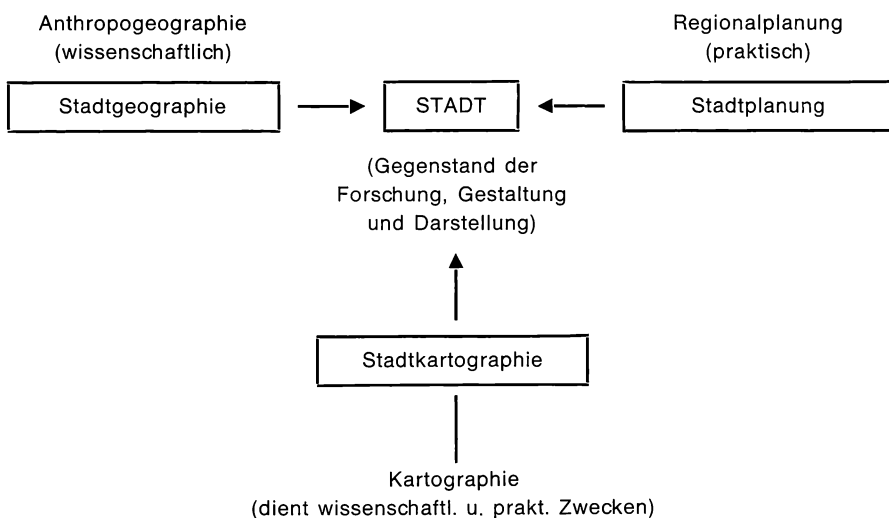 Anthropogeographie
(wissenschaftlich)
Regionalplanung
(praktisch)
Stadtgeographie
STADT
Stadtplanung
(Gegenstand der
Forschung, Gestaltung
und Darstellung)
Stadtkartographie
Kartographie
(dient wissenschaftl. u. prakt. Zwecken)